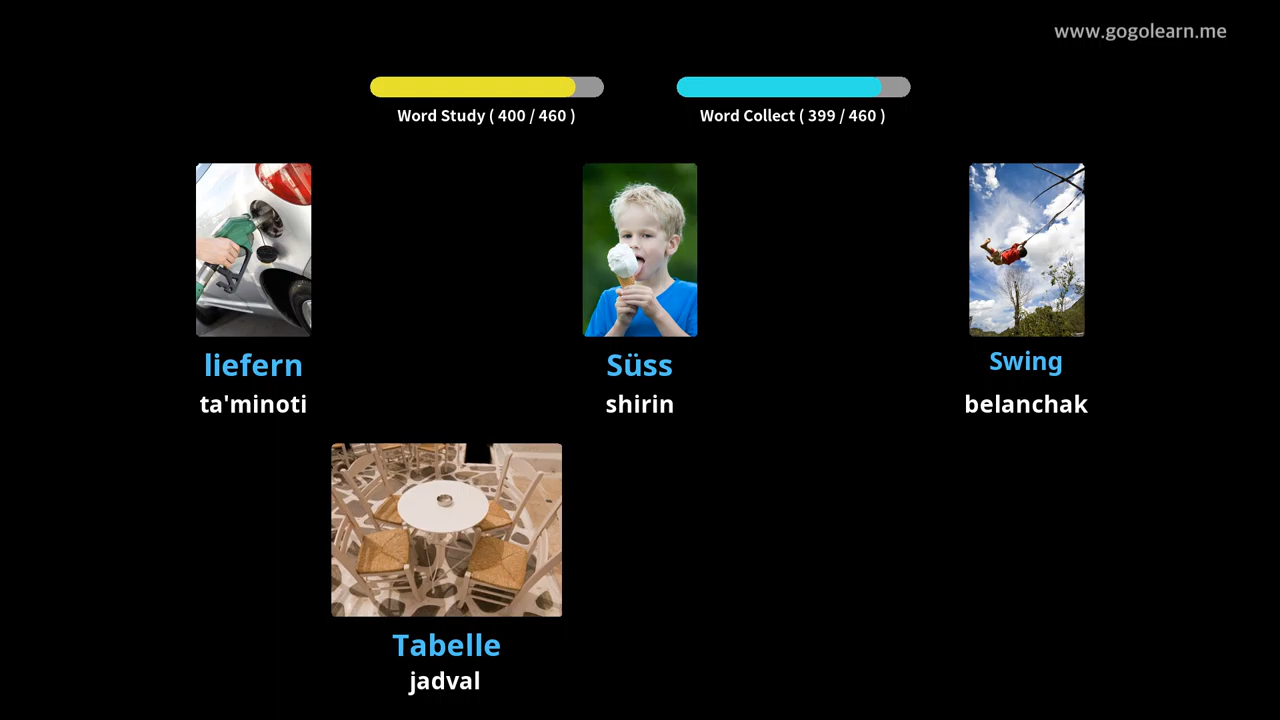 www.gogolearn.me
Word Study ( 400 / 460 )
Word Collect ( 399 / 460 )
liefern
ta'minoti
Süss
shirin
Swing
belanchak
Tabelle
jadval